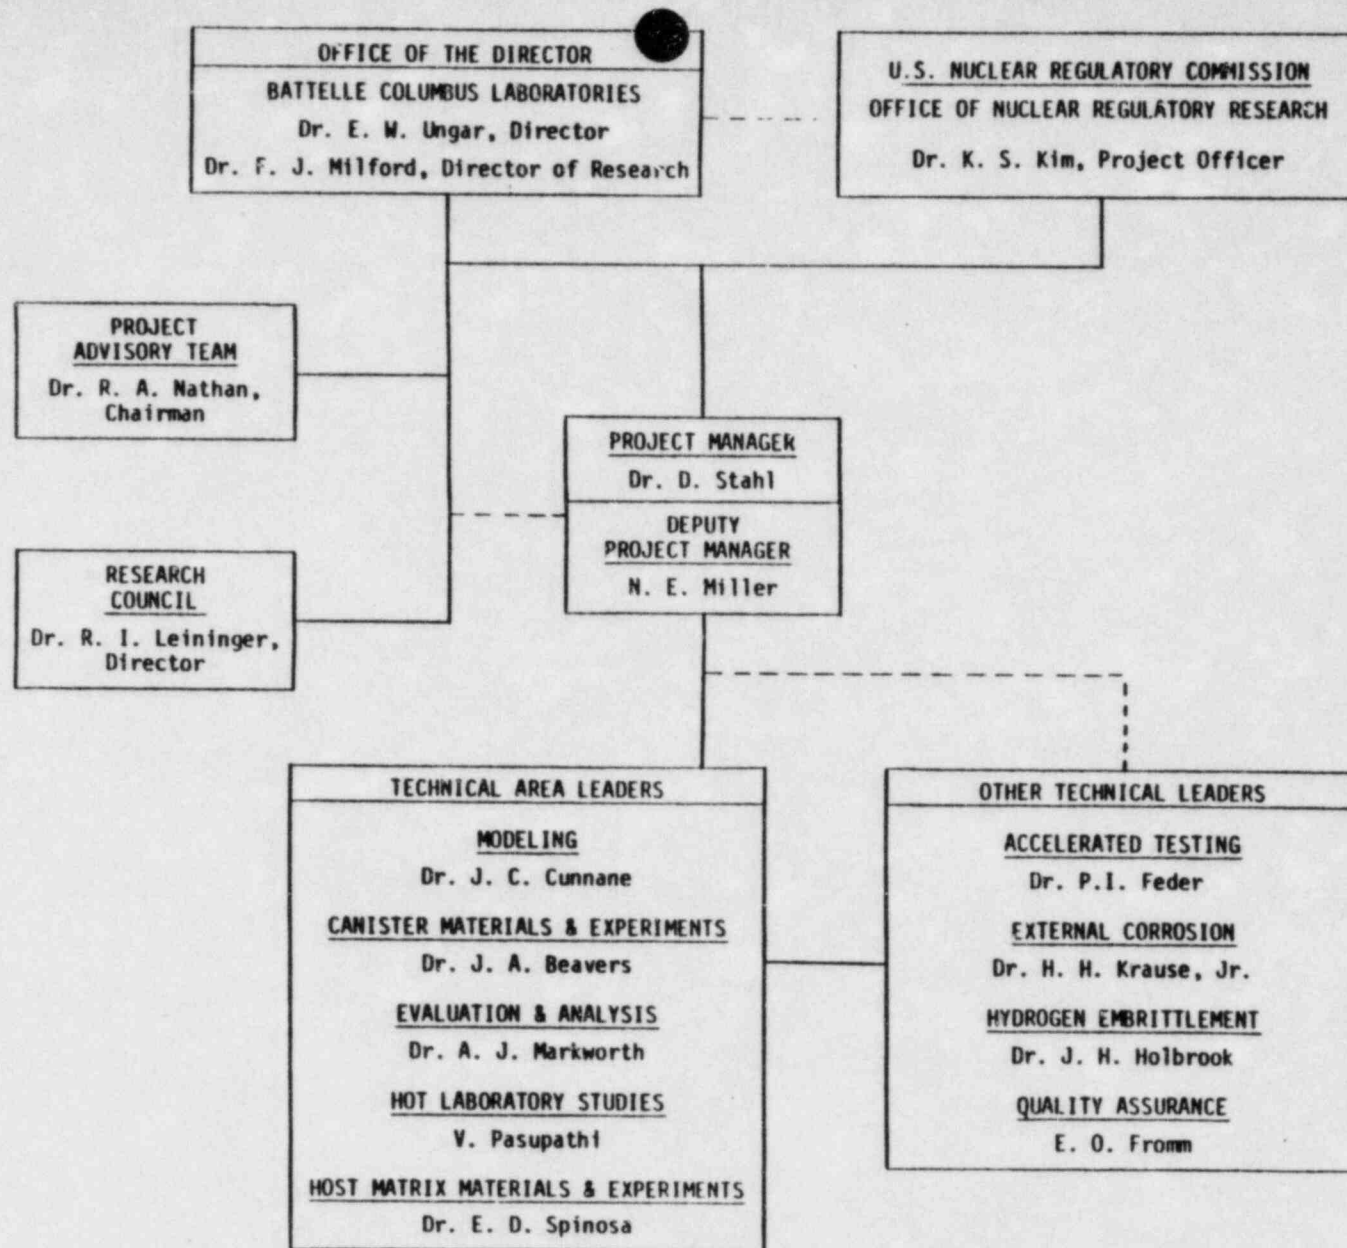 OFFICE OF THE DIRECTOR
BATTELLE COLUMBUS LABORATORIES
Dr. E. W. Ungar, Director
Dr. F. J. Milford, Director of Research
U.S. NUCLEAR REGULATORY COMMISSION
OFFICE OF NUCLEAR REGULATORY RESEARCH
Dr. K. S. Kim, Project Officer
PROJECT
ADVISORY TEAM
Dr. R. A. Nathan,
Chairman
PROJECT MANAGER
Dr. D. Stahl
DEPUTY
PROJECT MANAGER
N. E. Miller
RESEARCH
COUNCIL
Dr. R. I. Leininger,
Director
TECHNICAL AREA LEADERS
MODELING
Dr. J. C. Cunnane
CANISTER MATERIALS & EXPERIMENTS
Dr. J. A. Beavers
EVALUATION & ANALYSIS
Dr. A. J. Markworth
HOT LABORATORY STUDIES
V. Pasupathi
HOST MATRIX MATERIALS & EXPERIMENTS
Dr. E. D. Spinosa
OTHER TECHNICAL LEADERS
ACCELERATED TESTING
Dr. P.I. Feder
EXTERNAL CORROSION
Dr. H. H. Krause, Jr.
HYDROGEN EMBRITTLEMENT
Dr. J. H. Holbrook
QUALITY ASSURANCE
E. O. Fromm